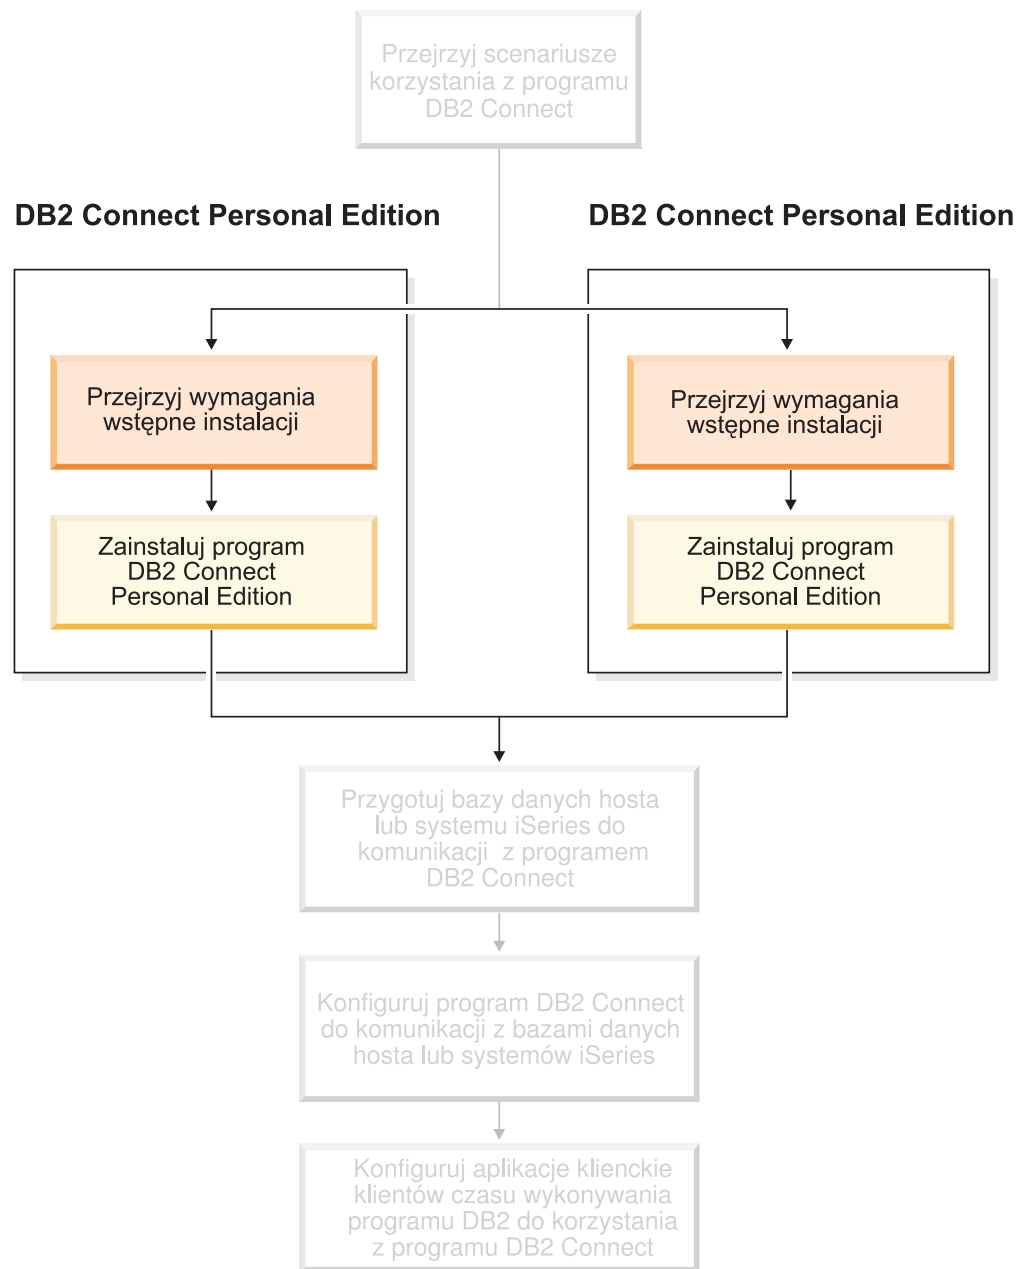 Przejrzyj scenariusze
korzystania z programu
DB2 Connect
DB2 Connect Personal Edition
DB2 Connect Personal Edition
Przejrzyj wymagania
wstępne instalacji
Przejrzyj wymagania
wstępne instalacji
Zainstaluj program
DB2 Connect
Personal Edition
Zainstaluj program
DB2 Connect
Personal Edition
Przygotuj bazy danych hosta
lub systemu iSeries do
komunikacji z programem
DB2 Connect
Konfiguruj program DB2 Connect
do komunikacji z bazami danych
hosta lub systemów iSeries
Konfiguruj aplikacje klienckie
klientów czasu wykonywania
programu DB2 do korzystania
z programu DB2 Connect